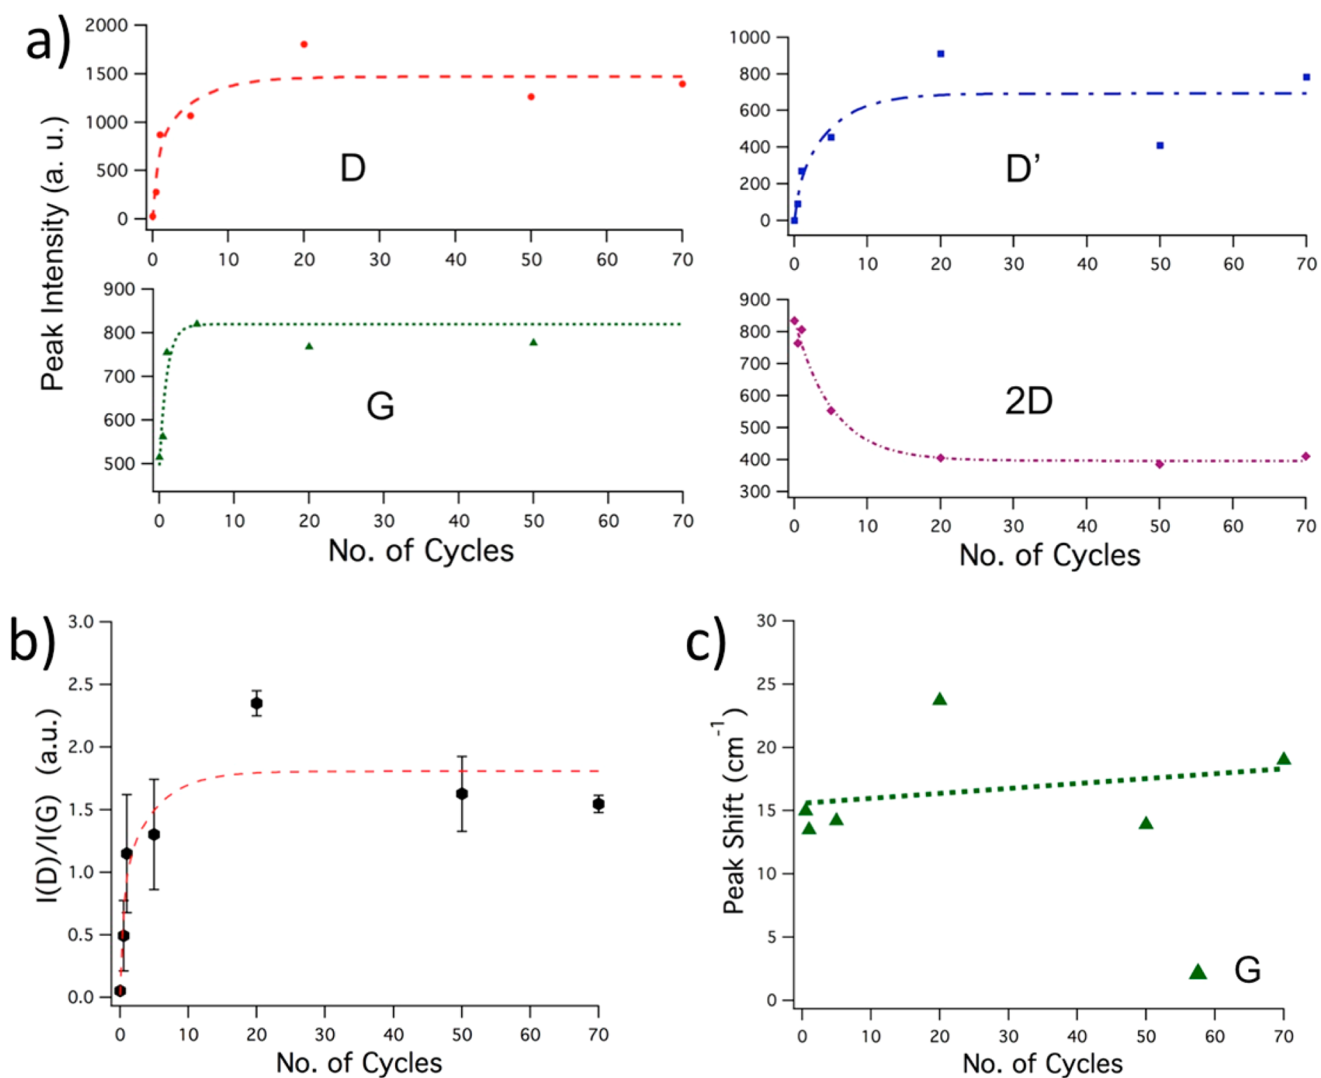 a)
Peak Intensity (a. u.)
2000
1500
1000
500
0
D
0 10 20 30 40 50 60 70
1000
800
600
400
200
0
D’
0 10 20 30 40 50 60 70
900
800
700
600
500
G
0 10 20 30 40 50 60 70
No. of Cycles
900
800
700
600
500
400
300
2D
0 10 20 30 40 50 60 70
No. of Cycles
b)
I(D)/I(G) (a.u.)
3.0
2.5
2.0
1.5
1.0
0.5
0.0
0 10 20 30 40 50 60 70
No. of Cycles
c)
Peak Shift (cm⁻¹)
30
25
20
15
10
5
0
G
0 10 20 30 40 50 60 70
No. of Cycles